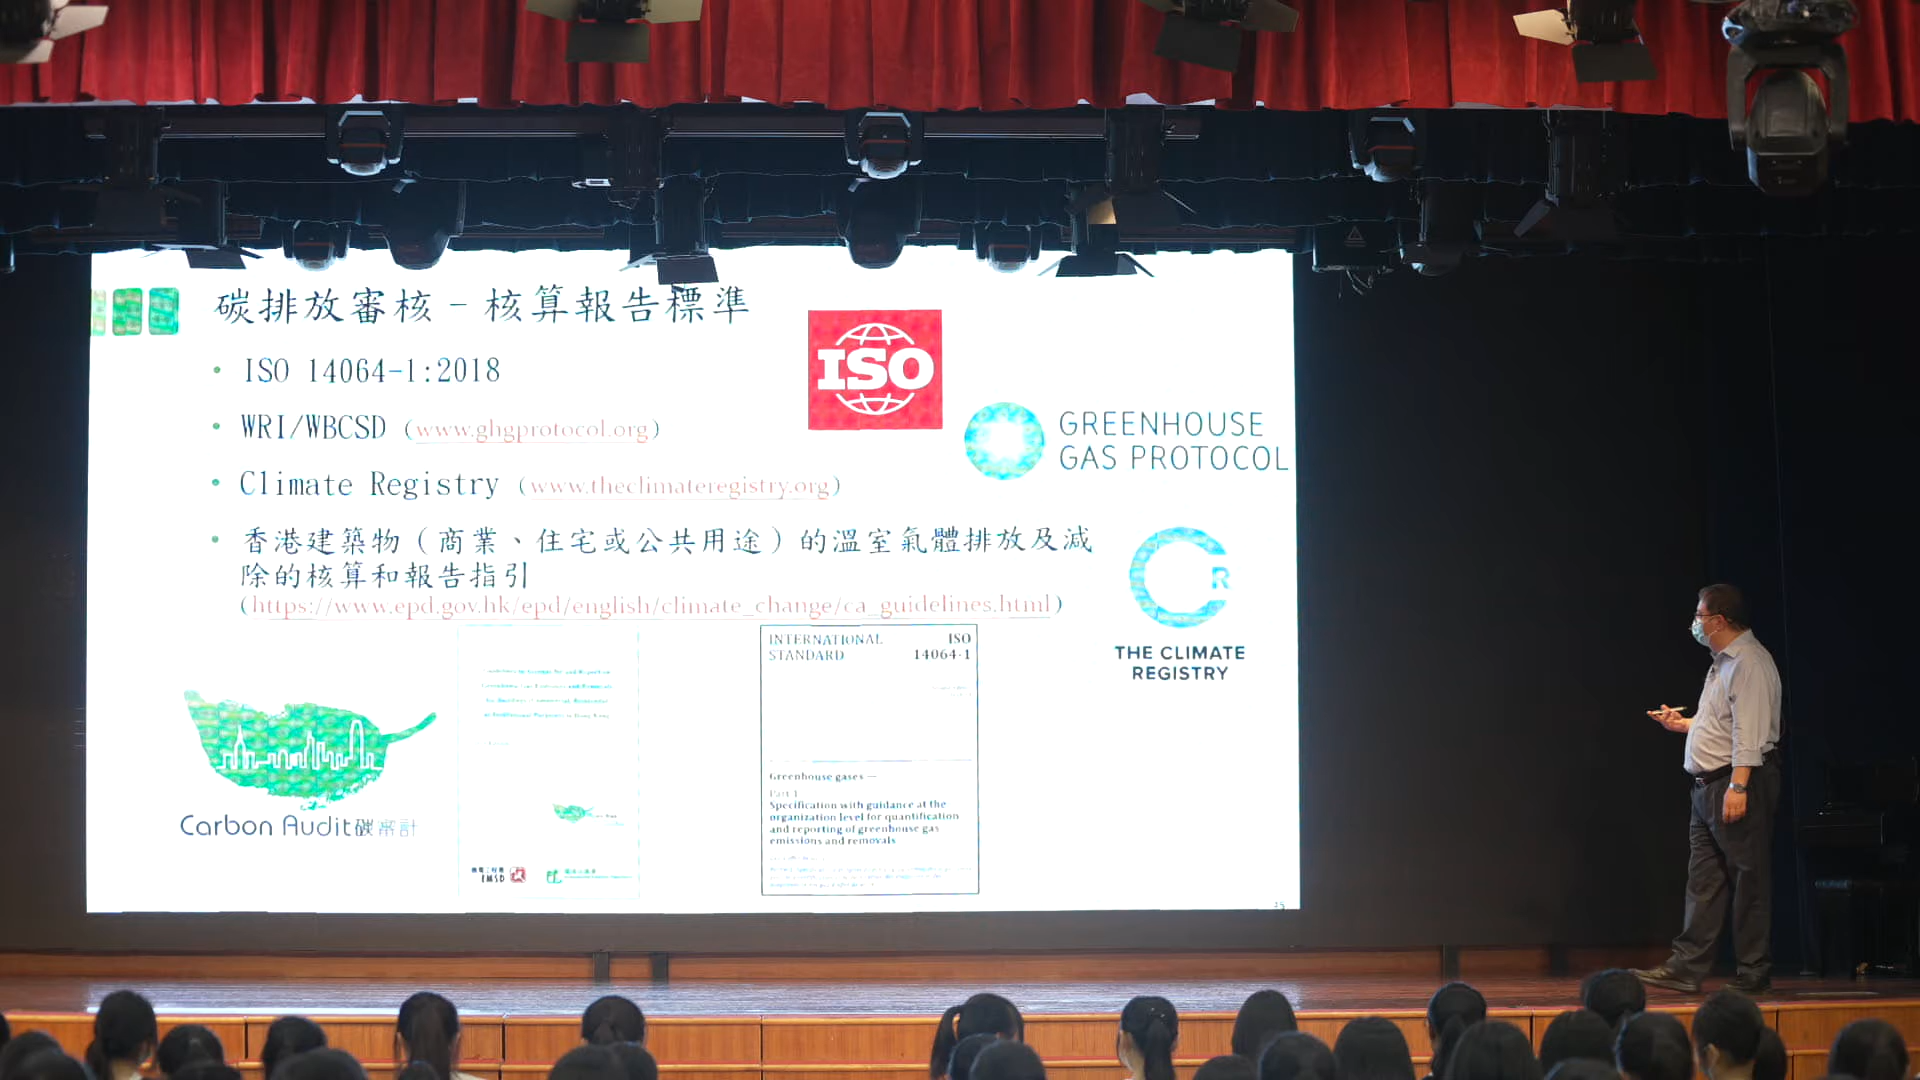 碳排放審核 - 核算報告標準
• ISO 14064-1:2018
• WRI/WBCSD (www.ghgprotocol.org)
• Climate Registry (www.theclimateregistry.org)
• 香港建築物（商業、住宅或公共用途）的溫室氣體排放及減
除的核算和報告指引
(https://www.epd.gov.hk/epd/english/climate_change/ca_guidelines.html)
ISO
GREENHOUSE
GAS PROTOCOL
CR
THE CLIMATE
REGISTRY
Carbon Audit碳審計
EMSD
INTERNATIONAL
STANDARD
ISO
14064-1
Greenhouse gases —
Part 1
Specification with guidance at the
organization level for quantification
and reporting of greenhouse gas
emissions and removals